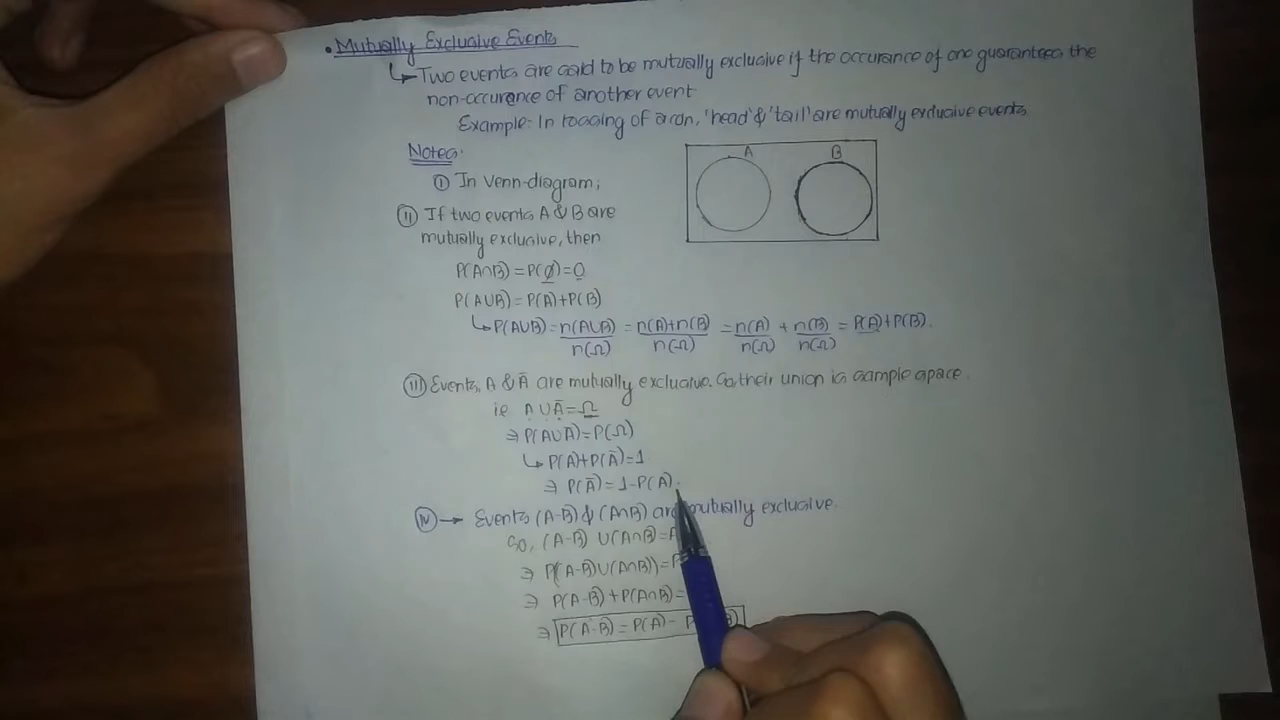 • Mutually Exclusive Events
↳ Two events are said to be mutually exclusive if the occurance of one guarantees the
non-occurance of another event
Example: In tossing of a coin, 'head' & 'tail' are mutually exclusive events
Notes:
A B
① In Venn-diagram,
② If two events A & B are
mutually exclusive, then
P(A∩B) = P(∅) = 0
P(A∪B) = P(A)+P(B)
↳ P(A∪B) = n(A∪B)/n(Ω) = n(A)+n(B)/n(Ω) = n(A)/n(Ω) + n(B)/n(Ω) = P(A)+P(B).
③ Events A & Ā are mutually exclusive. So their union is sample space.
ie A∪Ā = Ω
⇒ P(A∪Ā) = P(Ω)
↳ P(A)+P(Ā) = 1
⇒ P(Ā) = 1-P(A).
Ⅳ → Events (A-B) & (A∩B) are mutually exclusive.
So, (A-B) ∪ (A∩B) = A
⇒ P((A-B)∪(A∩B)) = P
⇒ P(A-B) + P(A∩B) =
⇒ P(A-B) = P(A) - P B)